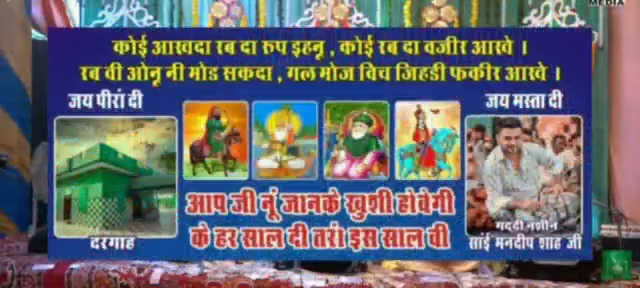 MEDIA
कोई आखदा रब दा रुप इहनू , कोई रब दा वजीर आखे ।
रब वी ओनू नी मोड सकदा , गल मोज विच जिहडी फकीर आखे ।
जय पीरां दी
जय मस्ता दी
आप जी नूं जानके खुशी होवेगी
के हर साल दी तरां इस साल वी
दरगाह
गद्दी नशीन
सांई मनदीप शाह जी